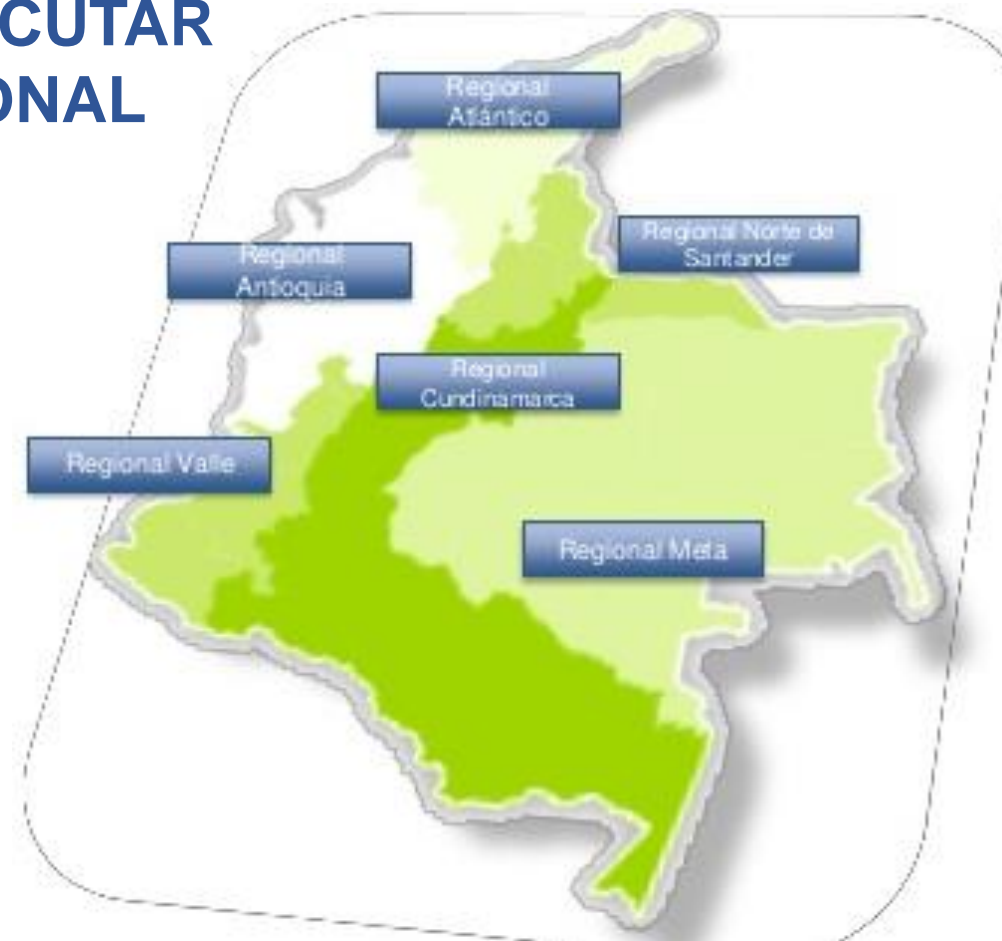 CUTAR
ONAL
Regional
Atlántico
Regional Norte de
Santander
Regional
Antioquia
Regional
Cundinamarca
Regional Valle
Regional Meta